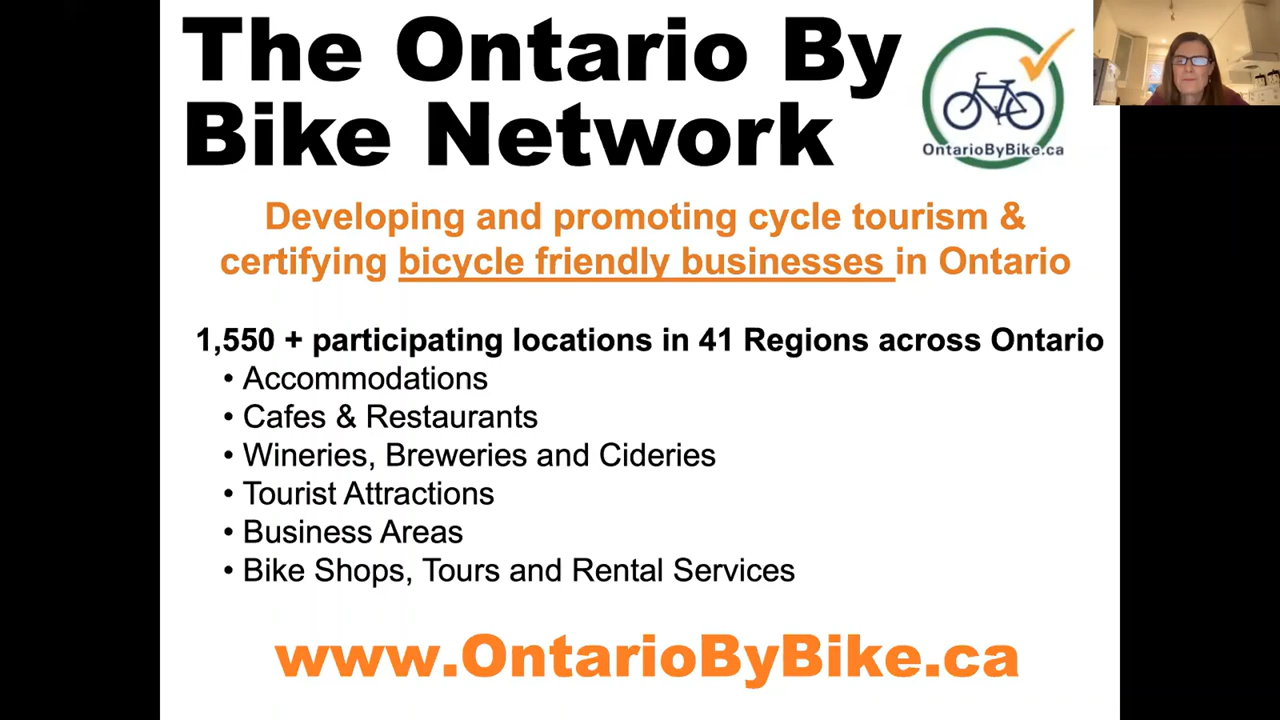 The Ontario By
Bike Network
OntarioByBike.ca
Developing and promoting cycle tourism &
certifying bicycle friendly businesses in Ontario
1,550 + participating locations in 41 Regions across Ontario
• Accommodations
• Cafes & Restaurants
• Wineries, Breweries and Cideries
• Tourist Attractions
• Business Areas
• Bike Shops, Tours and Rental Services
www.OntarioByBike.ca